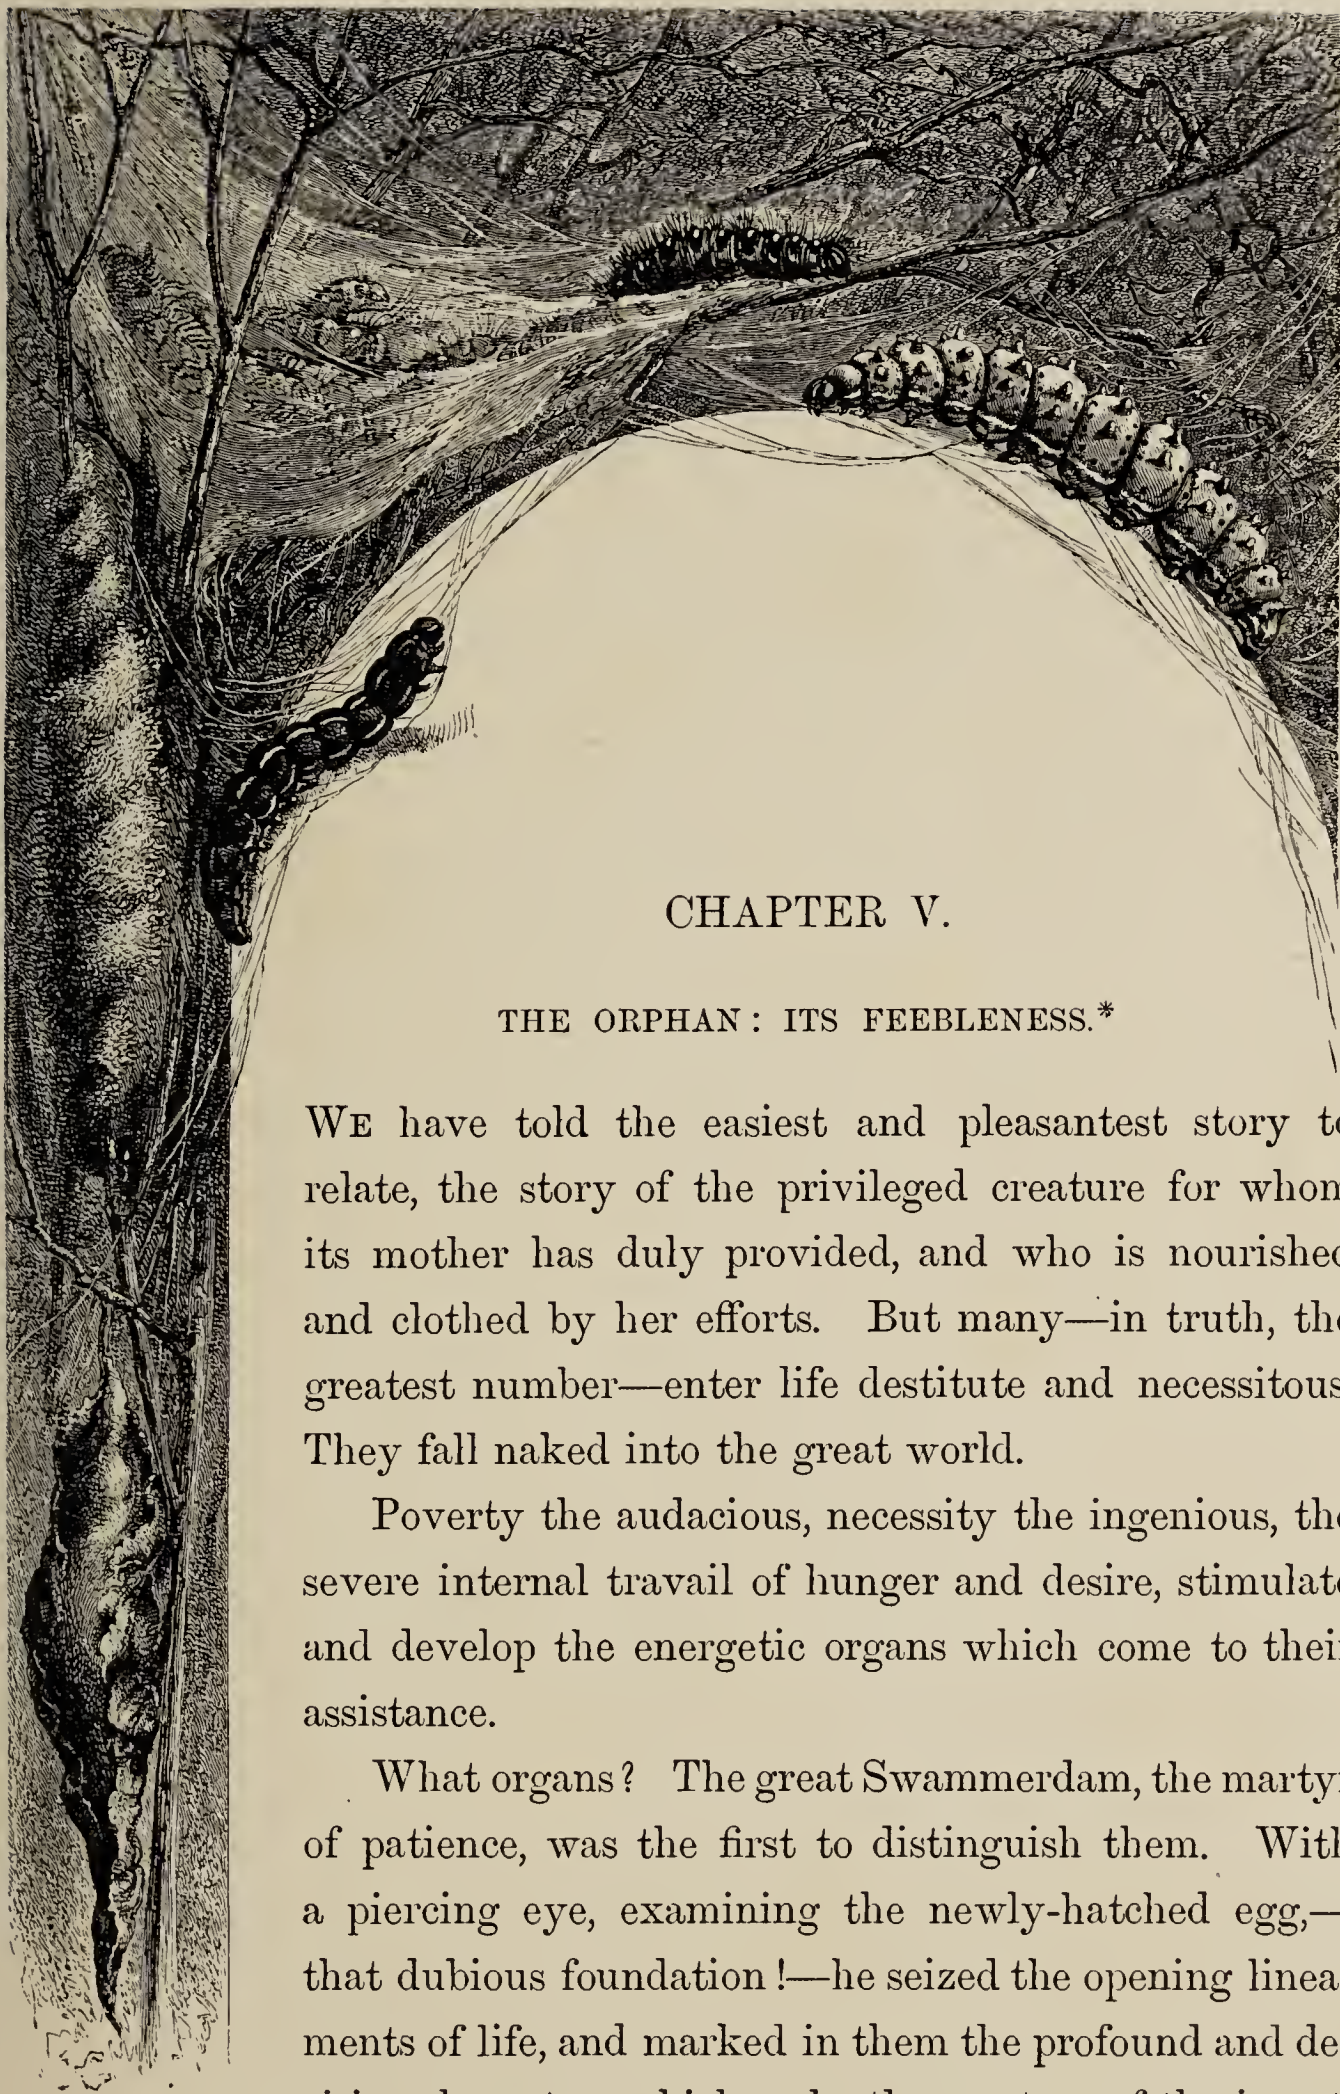 CHAPTER V.
THE ORPHAN: ITS FEEBLENESS.*
WE have told the easiest and pleasantest story to
relate, the story of the privileged creature for whom
its mother has duly provided, and who is nourished
and clothed by her efforts. But many—in truth, the
greatest number—enter life destitute and necessitous
They fall naked into the great world.
Poverty the audacious, necessity the ingenious, the
severe internal travail of hunger and desire, stimulate
and develop the energetic organs which come to their
assistance.
What organs? The great Swammerdam, the martyr
of patience, was the first to distinguish them. With
a piercing eye, examining the newly-hatched egg,—
that dubious foundation!—he seized the opening linea
ments of life, and marked in them the profound and de